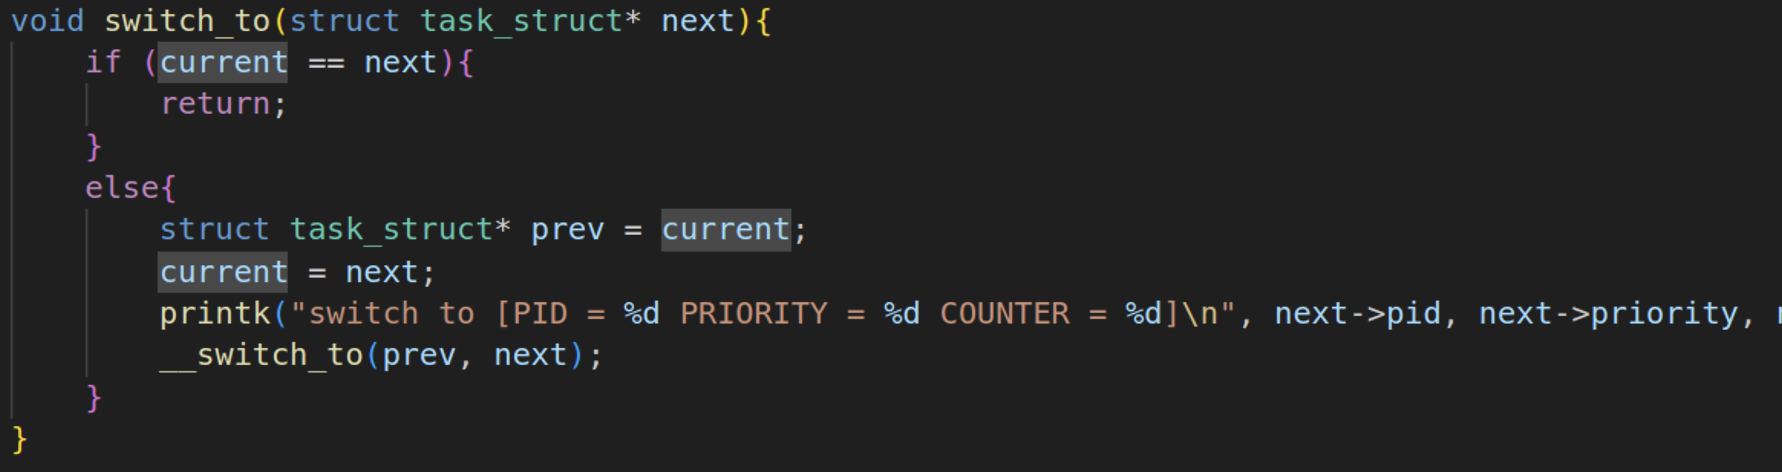 void switch_to(struct task_struct* next){
    if (current == next){
        return;
    }
    else{
        struct task_struct* prev = current;
        current = next;
        printk("switch to [PID = %d PRIORITY = %d COUNTER = %d]\n", next->pid, next->priority,
        __switch_to(prev, next);
    }
}